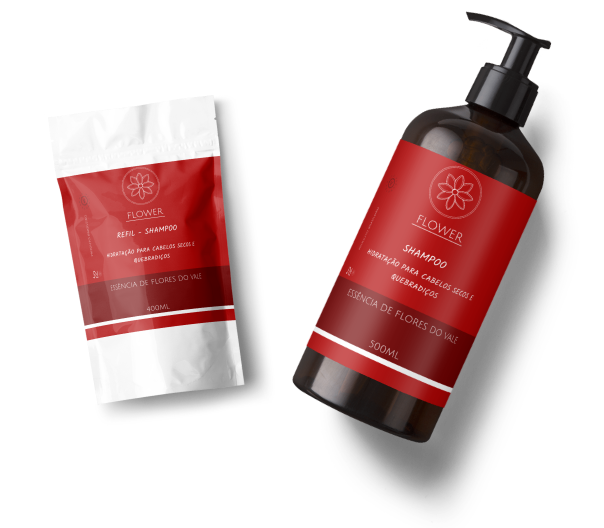 FLOWER
REFIL - SHAMPOO
HIDRATAÇÃO PARA CABELOS SECOS E
QUEBRADIÇOS
ESSÊNCIA DE FLORES DO VALE
400ML
FLOWER
SHAMPOO
HIDRATAÇÃO PARA CABELOS SECOS E
QUEBRADIÇOS
ESSÊNCIA DE FLORES DO VALE
500ML